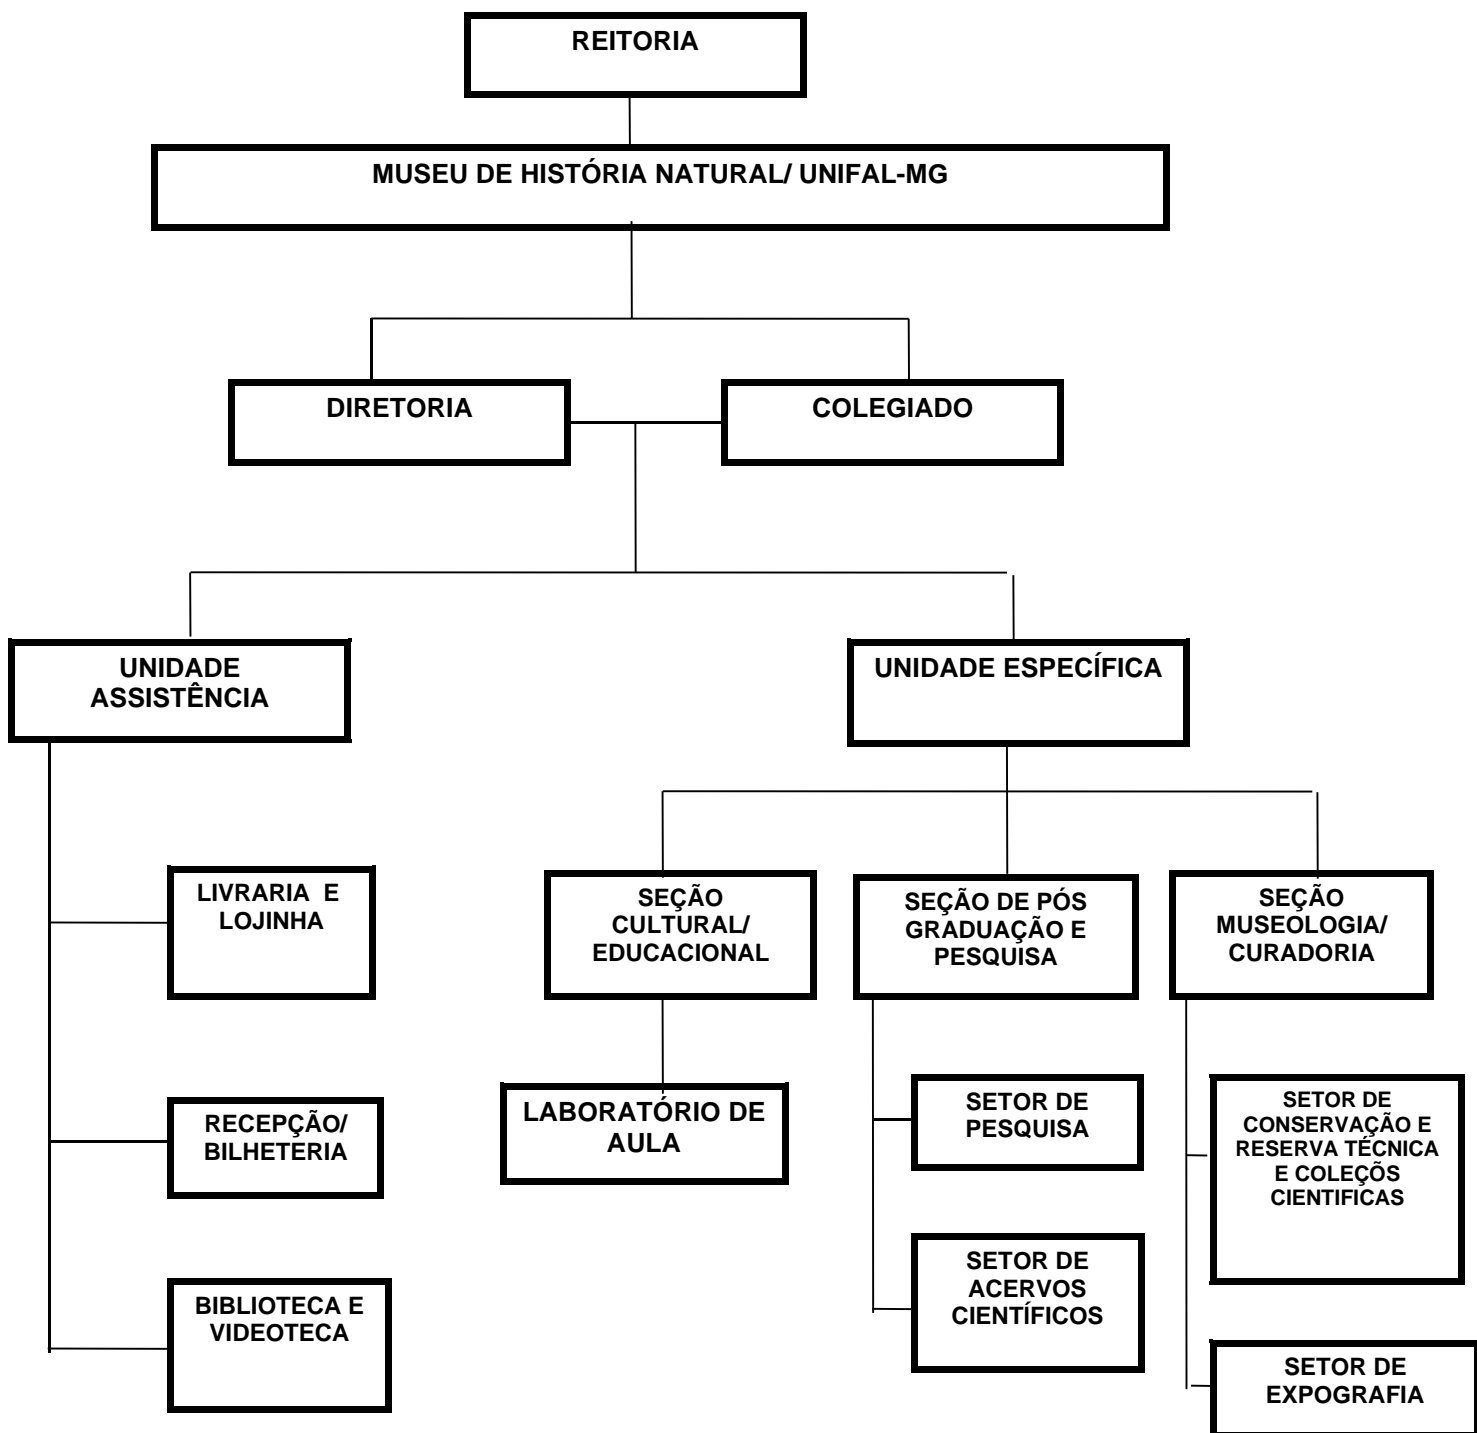 REITORIA
MUSEU DE HISTÓRIA NATURAL/ UNIFAL-MG
DIRETORIA
COLEGIADO
UNIDADE
ASSISTÊNCIA
UNIDADE ESPECÍFICA
LIVRARIA E
LOJINHA
RECEPÇÃO/
BILHETERIA
BIBLIOTECA E
VIDEOTECA
SEÇÃO
CULTURAL/
EDUCACIONAL
LABORATÓRIO DE
AULA
SEÇÃO DE PÓS
GRADUAÇÃO E
PESQUISA
SETOR DE
PESQUISA
SETOR DE
ACERVOS
CIENTÍFICOS
SEÇÃO
MUSEOLOGIA/
CURADORIA
SETOR DE
CONSERVAÇÃO E
RESERVA TÉCNICA
E COLEÇÕS
CIENTIFICAS
SETOR DE
EXPOGRAFIA